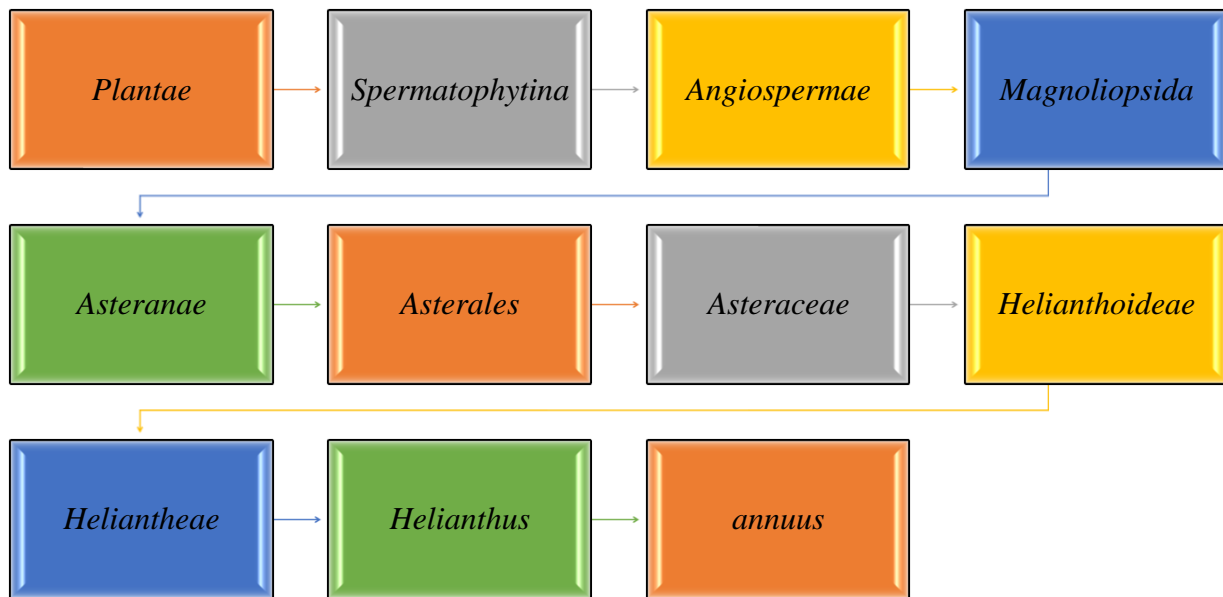 Plantae
Spermatophytina
Angiospermae
Magnoliopsida
Asteranae
Asterales
Asteraceae
Helianthoideae
Heliantheae
Helianthus
annuus